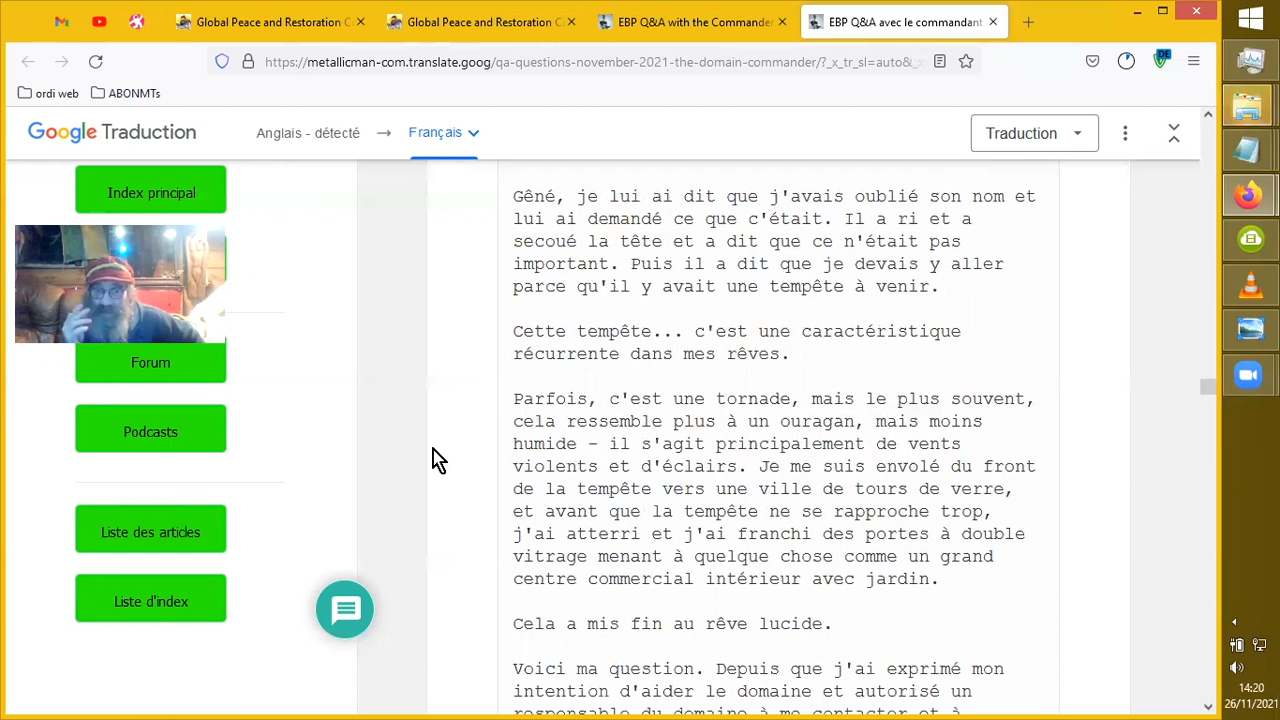 Global Peace and Restoration C
Global Peace and Restoration C
EBP Q&A with the Commander
EBP Q&A avec le commandant
https://metallicman-com.translate.goog/qa-questions-november-2021-the-domain-commander/?_x_tr_sl=auto&_x
DE
ordi web
ABONMTs
Google Traduction
Anglais - détecté
Français
Traduction
Index principal
Forum
Podcasts
Liste des articles
Liste d'index
Gêné, je lui ai dit que j'avais oublié son nom et
lui ai demandé ce que c'était. Il a ri et a
secoué la tête et a dit que ce n'était pas
important. Puis il a dit que je devais y aller
parce qu'il y avait une tempête à venir.
Cette tempête... c'est une caractéristique
récurrente dans mes rêves.
Parfois, c'est une tornade, mais le plus souvent,
cela ressemble plus à un ouragan, mais moins
humide - il s'agit principalement de vents
violents et d'éclairs. Je me suis envolé du front
de la tempête vers une ville de tours de verre,
et avant que la tempête ne se rapproche trop,
j'ai atterri et j'ai franchi des portes à double
vitrage menant à quelque chose comme un grand
centre commercial intérieur avec jardin.
Cela a mis fin au rêve lucide.
Voici ma question. Depuis que j'ai exprimé mon
intention d'aider le domaine et autorisé un
responsable du domaine à me contacter et à
14:20
26/11/2021